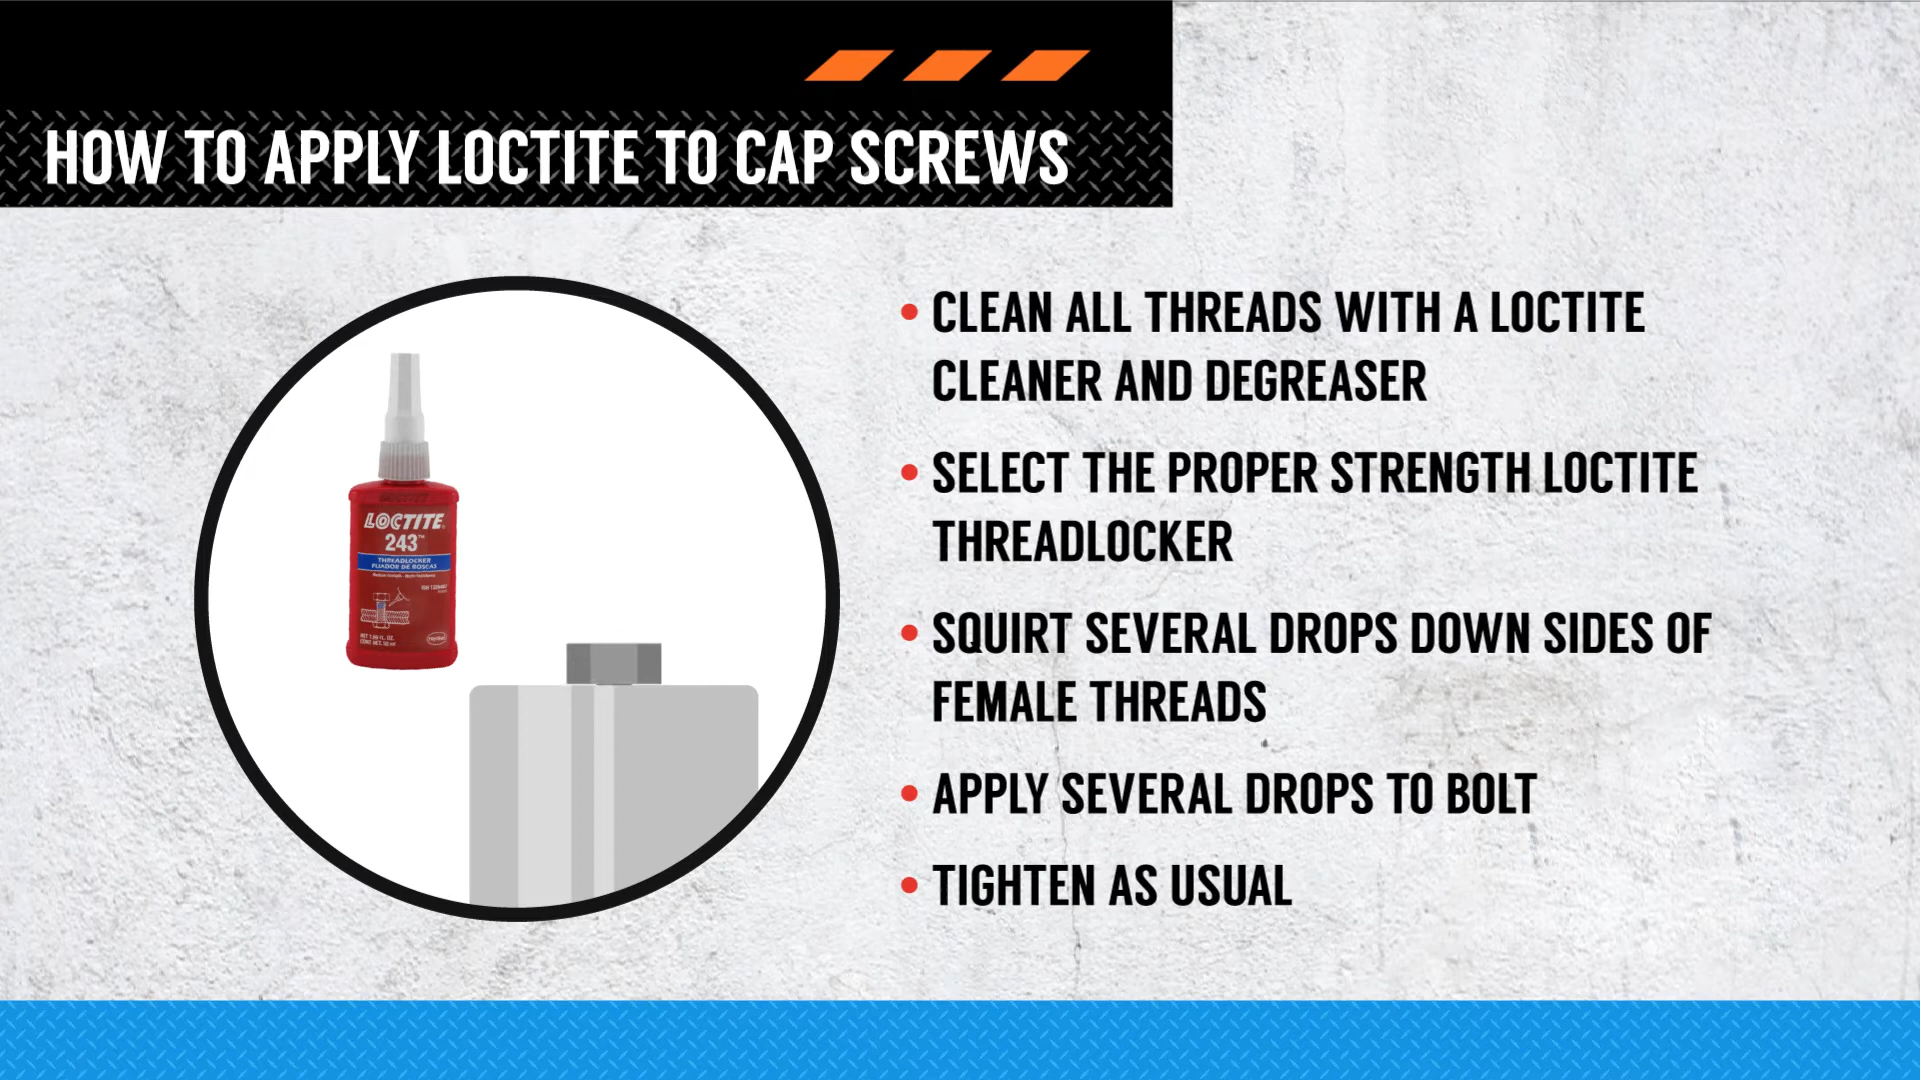 HOW TO APPLY LOCTITE TO CAP SCREWS
LOCTITE
243™
THREADLOCKER
FIJADOR DE ROSCAS
• CLEAN ALL THREADS WITH A LOCTITE
CLEANER AND DEGREASER
• SELECT THE PROPER STRENGTH LOCTITE
THREADLOCKER
• SQUIRT SEVERAL DROPS DOWN SIDES OF
FEMALE THREADS
• APPLY SEVERAL DROPS TO BOLT
• TIGHTEN AS USUAL